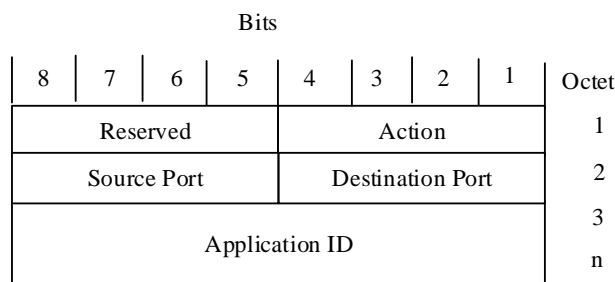 Bits
8 7 6 5 4 3 2 1 Octet
Reserved Action 1
Source Port Destination Port 2
3
Application ID
n